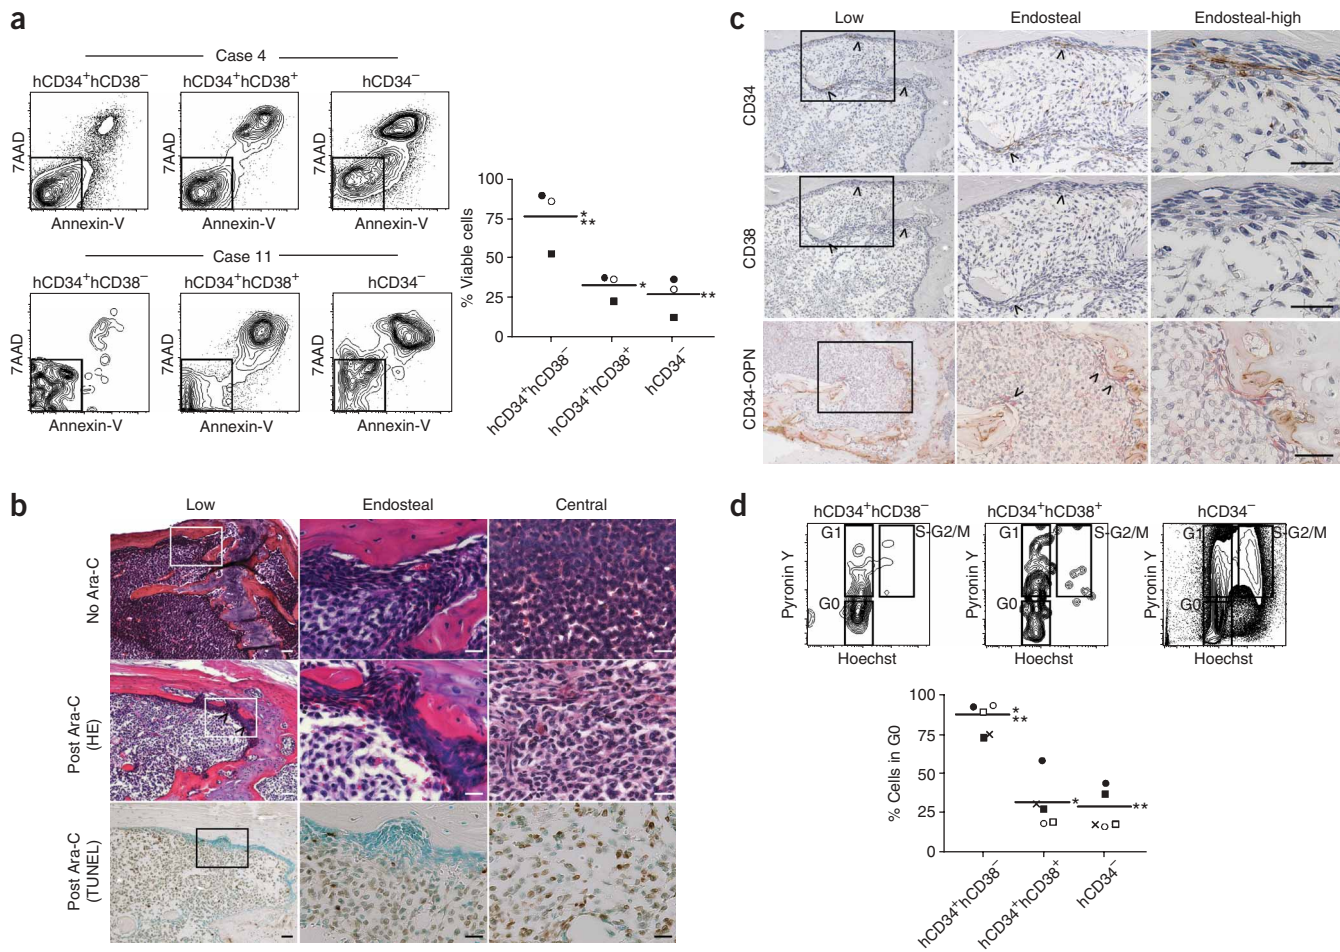 a
Case 4
hCD34⁺hCD38⁻ hCD34⁺hCD38⁺ hCD34⁻
7AAD 7AAD 7AAD
Annexin-V Annexin-V Annexin-V
Case 11
hCD34⁺hCD38⁻ hCD34⁺hCD38⁺ hCD34⁻
7AAD 7AAD 7AAD
Annexin-V Annexin-V Annexin-V
% Viable cells
100
75
50
25
0
*
**
*
**
hCD34⁺hCD38⁻
hCD34⁺hCD38⁺
hCD34⁻
b
Low Endosteal Central
No Ara-C
Post Ara-C
(HE)
Post Ara-C
(TUNEL)
c
Low Endosteal Endosteal-high
CD34
CD38
CD34-OPN
d
hCD34⁺hCD38⁻ hCD34⁺hCD38⁺ hCD34⁻
G1 S-G2/M G1 S-G2/M G1 S-G2/M
G0 G0 G0
Pyronin Y Pyronin Y Pyronin Y
Hoechst Hoechst Hoechst
% Cells in G0
100
75
50
25
0
*
**
*
**
hCD34⁺hCD38⁻
hCD34⁺hCD38⁺
hCD34⁻